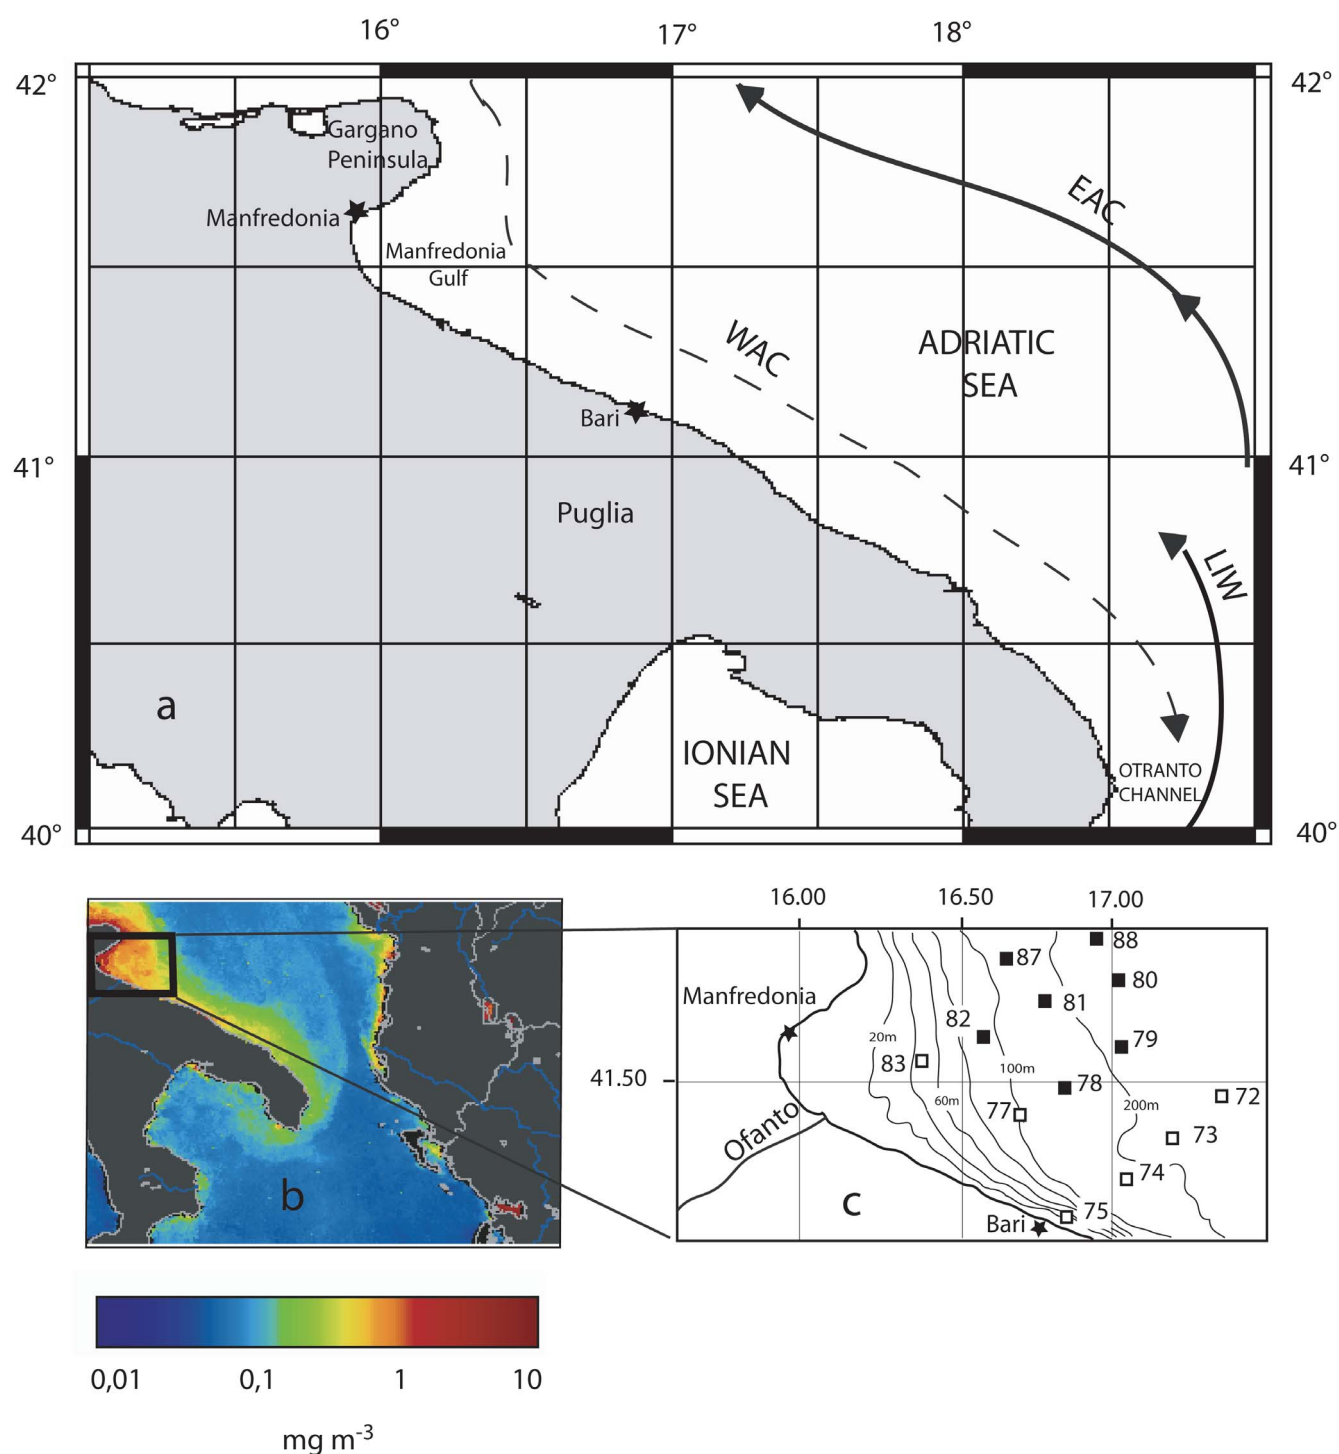 16°
17°
18°
42°
42°
Gargano
Peninsula
Manfredonia
Manfredonia
Gulf
EAC
WAC
ADRIATIC
SEA
Bari
41°
41°
Puglia
LIW
a
IONIAN
SEA
OTRANTO
CHANNEL
40°
40°
16.00
16.50
17.00
88
87
80
Manfredonia
81
82
79
20m
83
100m
41.50
78
60m
72
200m
77
Ofanto
73
74
b
c
75
Bari
0,01
0,1
1
10
mg m-3